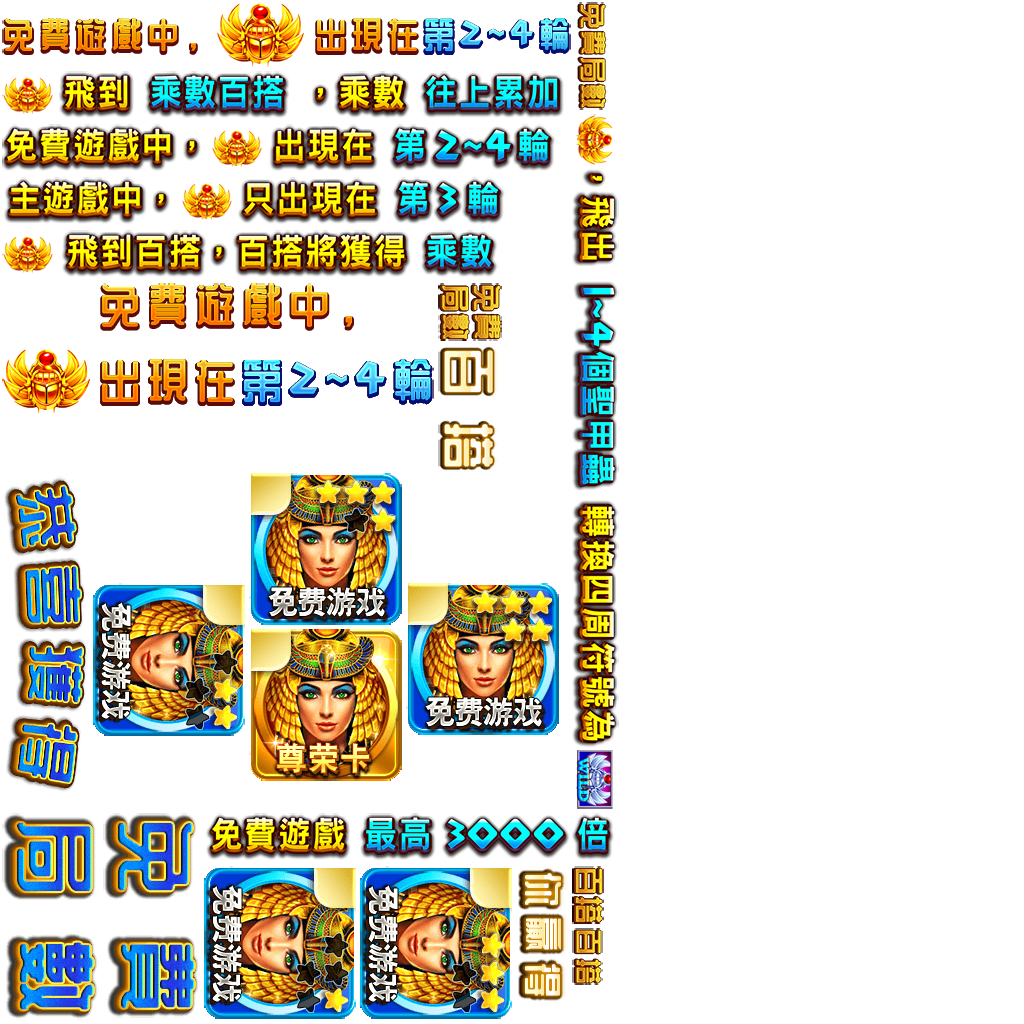 免費遊戲中， 出現在第2~4輪
飛到 乘數百搭 ，乘數 往上累加
免費遊戲中， 出現在 第2~4輪
主遊戲中， 只出現在 第3輪
飛到百搭，百搭將獲得 乘數
免費遊戲中，
出現在第2~4輪
免費局數
百搭
免費局數 ，飛出 1~4個聖甲蟲 轉換四周符號為 WILD
恭喜獲得
免费游戏
免费游戏
免费游戏
尊荣卡
免費遊戲 最高 3000 倍
免費
局數
免费游戏
免费游戏
你贏得
百搭百搭